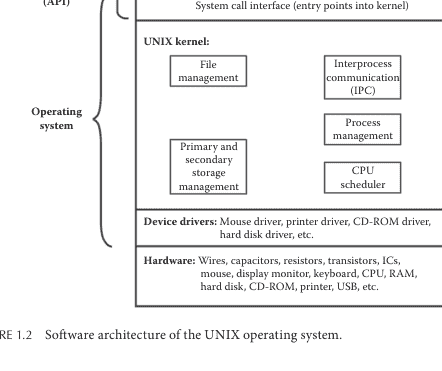 (API)
System call interface (entry points into kernel)
UNIX kernel:
File
management
Interprocess
communication
(IPC)
Operating
system
Process
management
Primary and
secondary
storage
management
CPU
scheduler
Device drivers: Mouse driver, printer driver, CD-ROM driver,
hard disk driver, etc.
Hardware: Wires, capacitors, resistors, transistors, ICs,
mouse, display monitor, keyboard, CPU, RAM,
hard disk, CD-ROM, printer, USB, etc.
RE 1.2 Software architecture of the UNIX operating system.